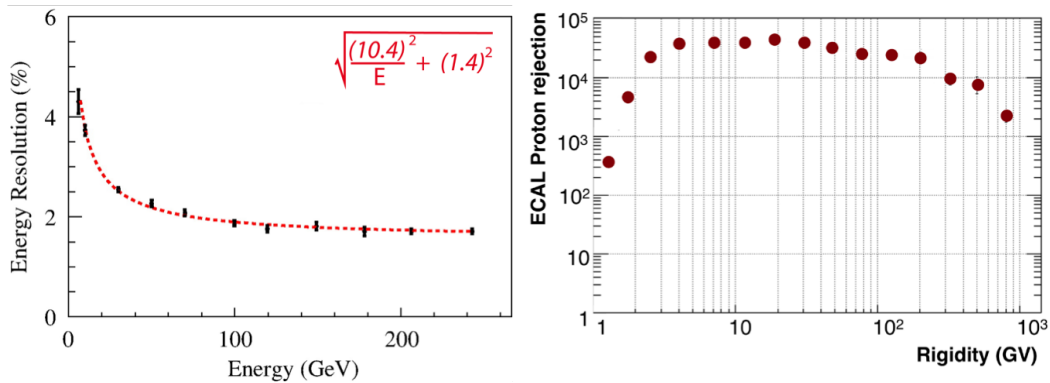 6
4
2
0
Energy Resolution (%)
√((10.4)²/E + (1.4)²)
0 100 200
Energy (GeV)
ECAL Proton rejection
10⁵
10⁴
10³
10²
10
1
1 10 10² 10³
Rigidity (GV)